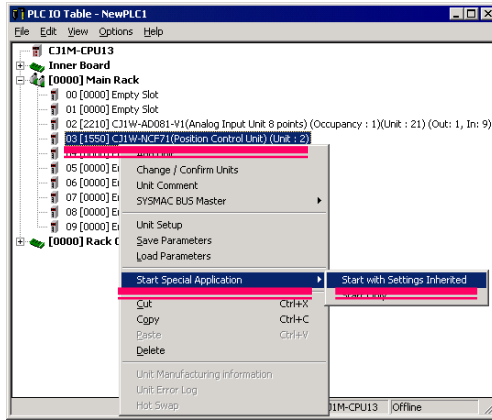 PLC IO Table - NewPLC1
File Edit View Options Help
CJ1M-CPU13
Inner Board
[0000] Main Rack
00 [0000] Empty Slot
01 [0000] Empty Slot
02 [2210] CJ1W-AD081-V1(Analog Input Unit 8 points) (Occupancy : 1)(Unit : 21) (Out: 1, In: 9)
03 [1550] CJ1W-NCF71(Position Control Unit) (Unit : 2)
05 [0000] E
Change / Confirm Units
06 [0000] E
Unit Comment
07 [0000] E
SYSMAC BUS Master
08 [0000] E
09 [0000] E
Unit Setup
[0000] Rack
Save Parameters
Load Parameters
Start Special Application
Start with Settings Inherited
Start Only
Cut Ctrl+X
Copy Ctrl+C
Paste Ctrl+V
Delete
Unit Manufacturing information
Unit Error Log
Hot Swap
J1M-CPU13 Offline